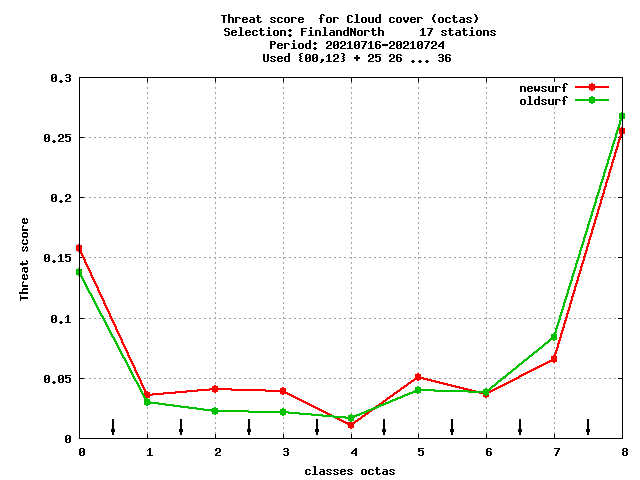 Threat score  for Cloud cover (octas)
Selection: FinlandNorth     17 stations
Period: 20210716-20210724
Used {00,12} + 25 26 ... 36
newsurf
oldsurf
0.3
0.25
0.2
0.15
0.1
0.05
0
Threat score
0 1 2 3 4 5 6 7 8
classes octas